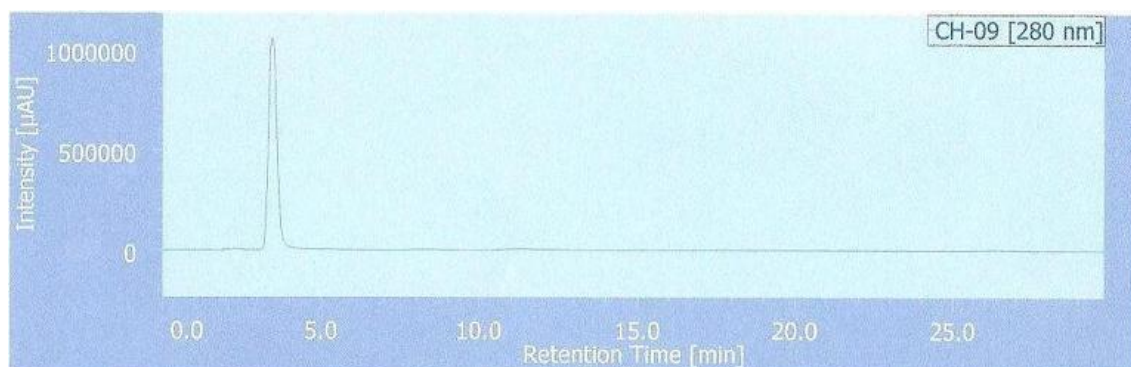 CH-09 [280 nm]
Intensity [µAU]
1000000
500000
0
0.0 5.0 10.0 15.0 20.0 25.0
Retention Time [min]